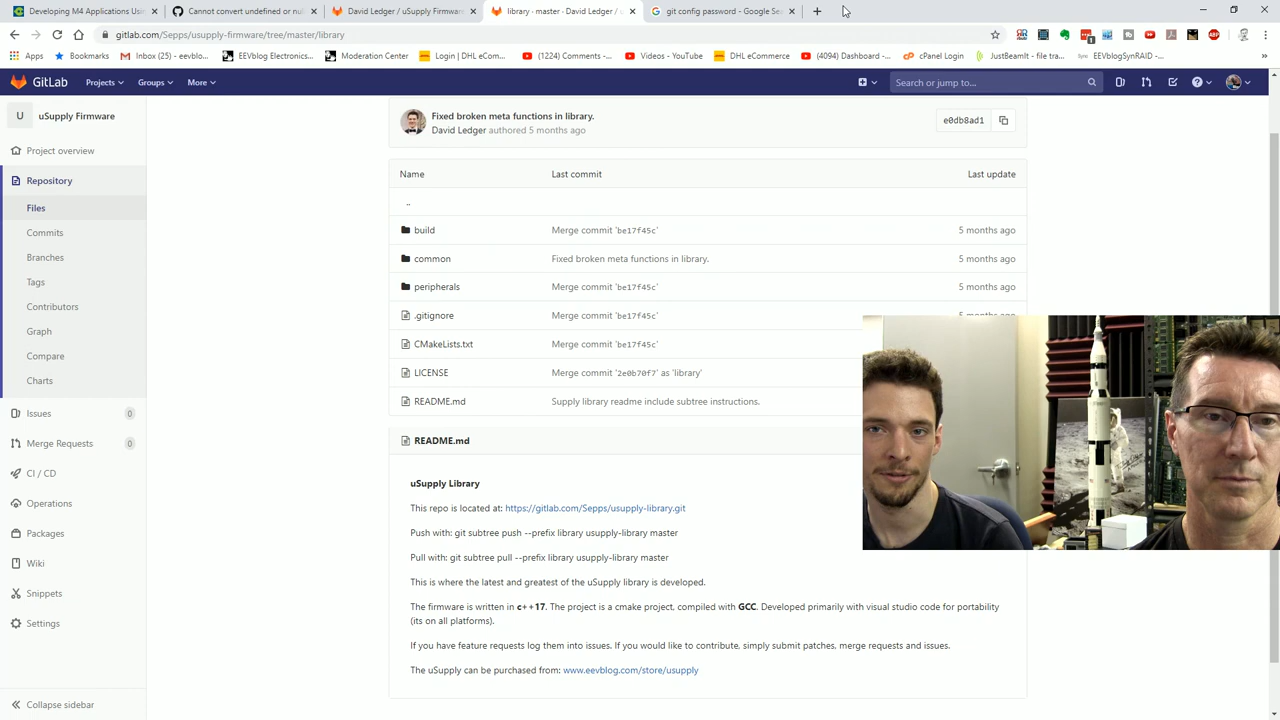 Developing M4 Applications Usin
Cannot convert undefined or nul
David Ledger / uSupply Firmware
library · master · David Ledger / u
git config password - Google Sea
gitlab.com/Sepps/usupply-firmware/tree/master/library
Apps
Bookmarks
Inbox (25) - eevblo...
EEVblog Electronics...
Moderation Center
Login | DHL eCom...
(1224) Comments -...
Videos - YouTube
DHL eCommerce
(4094) Dashboard -...
cPanel Login
JustBeamIt - file tra...
EEVblogSynRAID -...
GitLab
Projects
Groups
More
Search or jump to...
U
uSupply Firmware
Project overview
Repository
Files
Commits
Branches
Tags
Contributors
Graph
Compare
Charts
Issues
0
Merge Requests
0
CI / CD
Operations
Packages
Wiki
Snippets
Settings
Collapse sidebar
Fixed broken meta functions in library.
David Ledger authored 5 months ago
e0db8ad1
Name Last commit Last update
..
build Merge commit 'be17f45c' 5 months ago
common Fixed broken meta functions in library. 5 months ago
peripherals Merge commit 'be17f45c' 5 months ago
.gitignore Merge commit 'be17f45c' 5 months ago
CMakeLists.txt Merge commit 'be17f45c'
LICENSE Merge commit '2e0b70f7' as 'library'
README.md Supply library readme include subtree instructions.
README.md
uSupply Library
This repo is located at: https://gitlab.com/Sepps/usupply-library.git
Push with: git subtree push --prefix library usupply-library master
Pull with: git subtree pull --prefix library usupply-library master
This is where the latest and greatest of the uSupply library is developed.
The firmware is written in c++17. The project is a cmake project, compiled with GCC. Developed primarily with visual studio code for portability
(its on all platforms).
If you have feature requests log them into issues. If you would like to contribute, simply submit patches, merge requests and issues.
The uSupply can be purchased from: www.eevblog.com/store/usupply